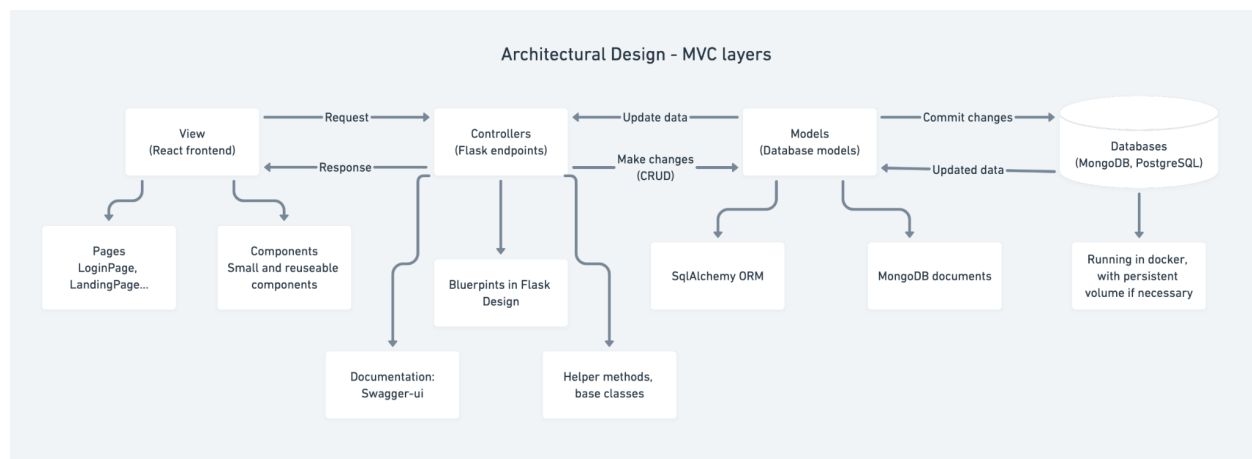 Architectural Design - MVC layers
View
(React frontend)
Request
Response
Controllers
(Flask endpoints)
Update data
Make changes
(CRUD)
Models
(Database models)
Commit changes
Updated data
Databases
(MongoDB, PostgreSQL)
Pages
LoginPage,
LandingPage...
Components
Small and reuseable
components
Bluerpints in Flask
Design
SqlAlchemy ORM
MongoDB documents
Running in docker,
with persistent
volume if necessary
Documentation:
Swagger-ui
Helper methods,
base classes